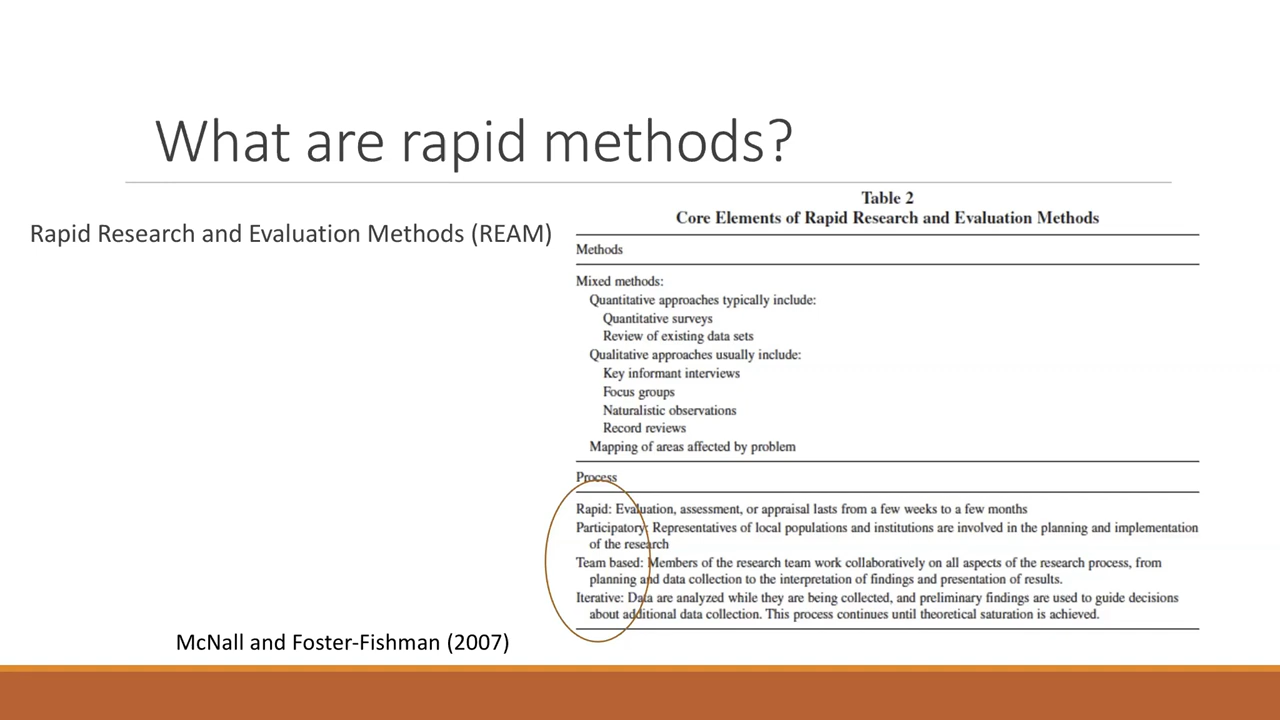 What are rapid methods?
Rapid Research and Evaluation Methods (REAM)
Table 2
Core Elements of Rapid Research and Evaluation Methods
Methods
Mixed methods:
Quantitative approaches typically include:
Quantitative surveys
Review of existing data sets
Qualitative approaches usually include:
Key informant interviews
Focus groups
Naturalistic observations
Record reviews
Mapping of areas affected by problem
Process
Rapid: Evaluation, assessment, or appraisal lasts from a few weeks to a few months
Participatory: Representatives of local populations and institutions are involved in the planning and implementation
of the research
Team based: Members of the research team work collaboratively on all aspects of the research process, from
planning and data collection to the interpretation of findings and presentation of results.
Iterative: Data are analyzed while they are being collected, and preliminary findings are used to guide decisions
about additional data collection. This process continues until theoretical saturation is achieved.
McNall and Foster-Fishman (2007)